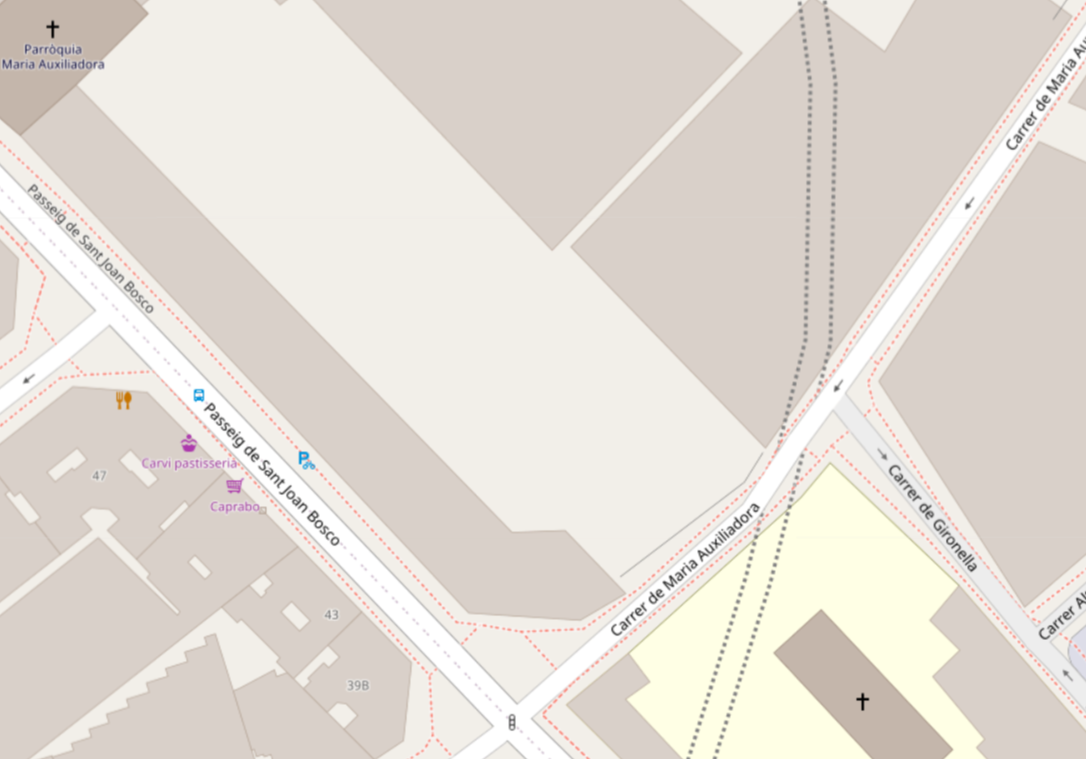 Parròquia
Maria Auxiliadora
Carrer de Maria Au
Passeig de Sant Joan Bosco
Passeig de Sant Joan Bosco
Carvi pastisseria
47
Caprabo
Carrer de Gironella
Carrer de Maria Auxiliadora
Carrer Al
43
39B